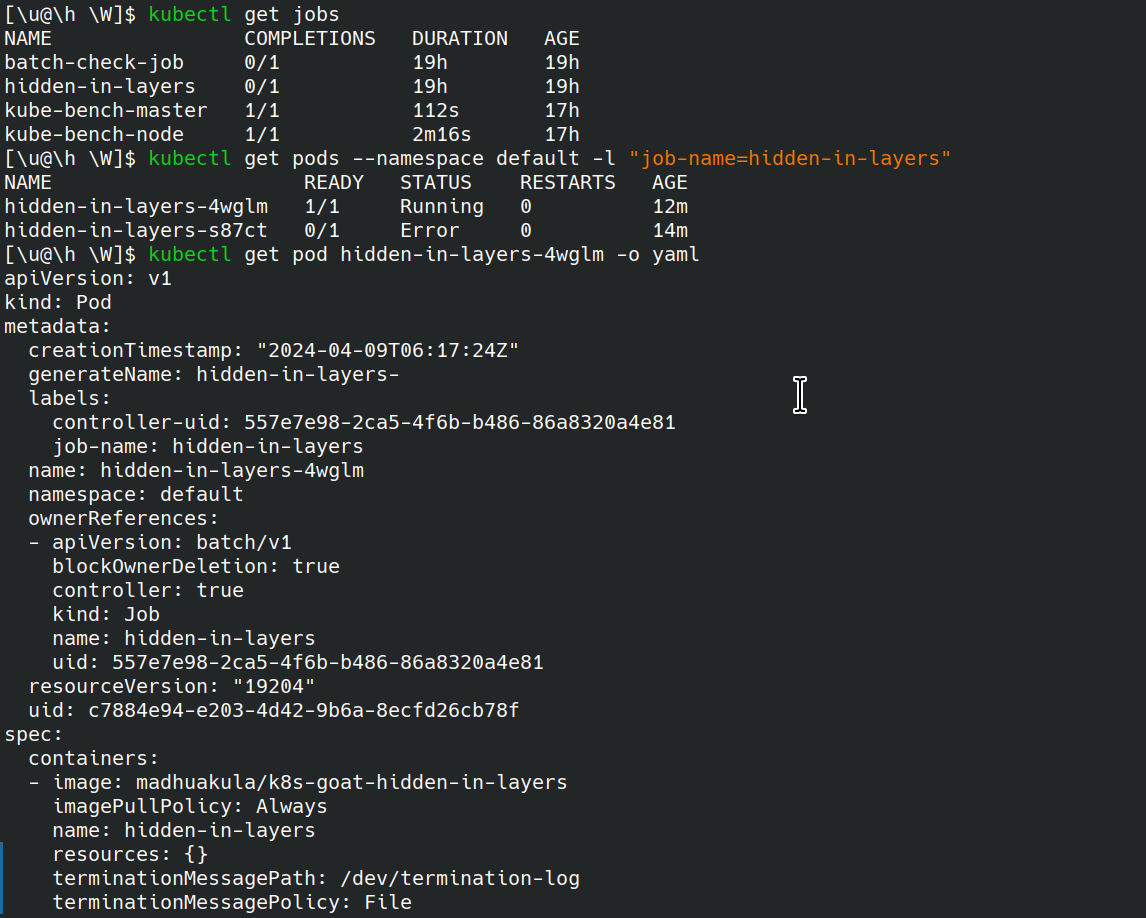 [\u@\h \W]$ kubectl get jobs
NAME                COMPLETIONS   DURATION   AGE
batch-check-job     0/1           19h        19h
hidden-in-layers    0/1           19h        19h
kube-bench-master   1/1           112s       17h
kube-bench-node     1/1           2m16s      17h
[\u@\h \W]$ kubectl get pods --namespace default -l "job-name=hidden-in-layers"
NAME                     READY   STATUS    RESTARTS   AGE
hidden-in-layers-4wglm   1/1     Running   0          12m
hidden-in-layers-s87ct   0/1     Error     0          14m
[\u@\h \W]$ kubectl get pod hidden-in-layers-4wglm -o yaml
apiVersion: v1
kind: Pod
metadata:
  creationTimestamp: "2024-04-09T06:17:24Z"
  generateName: hidden-in-layers-
  labels:
    controller-uid: 557e7e98-2ca5-4f6b-b486-86a8320a4e81
    job-name: hidden-in-layers
  name: hidden-in-layers-4wglm
  namespace: default
  ownerReferences:
  - apiVersion: batch/v1
    blockOwnerDeletion: true
    controller: true
    kind: Job
    name: hidden-in-layers
    uid: 557e7e98-2ca5-4f6b-b486-86a8320a4e81
  resourceVersion: "19204"
  uid: c7884e94-e203-4d42-9b6a-8ecfd26cb78f
spec:
  containers:
  - image: madhuakula/k8s-goat-hidden-in-layers
    imagePullPolicy: Always
    name: hidden-in-layers
    resources: {}
    terminationMessagePath: /dev/termination-log
    terminationMessagePolicy: File